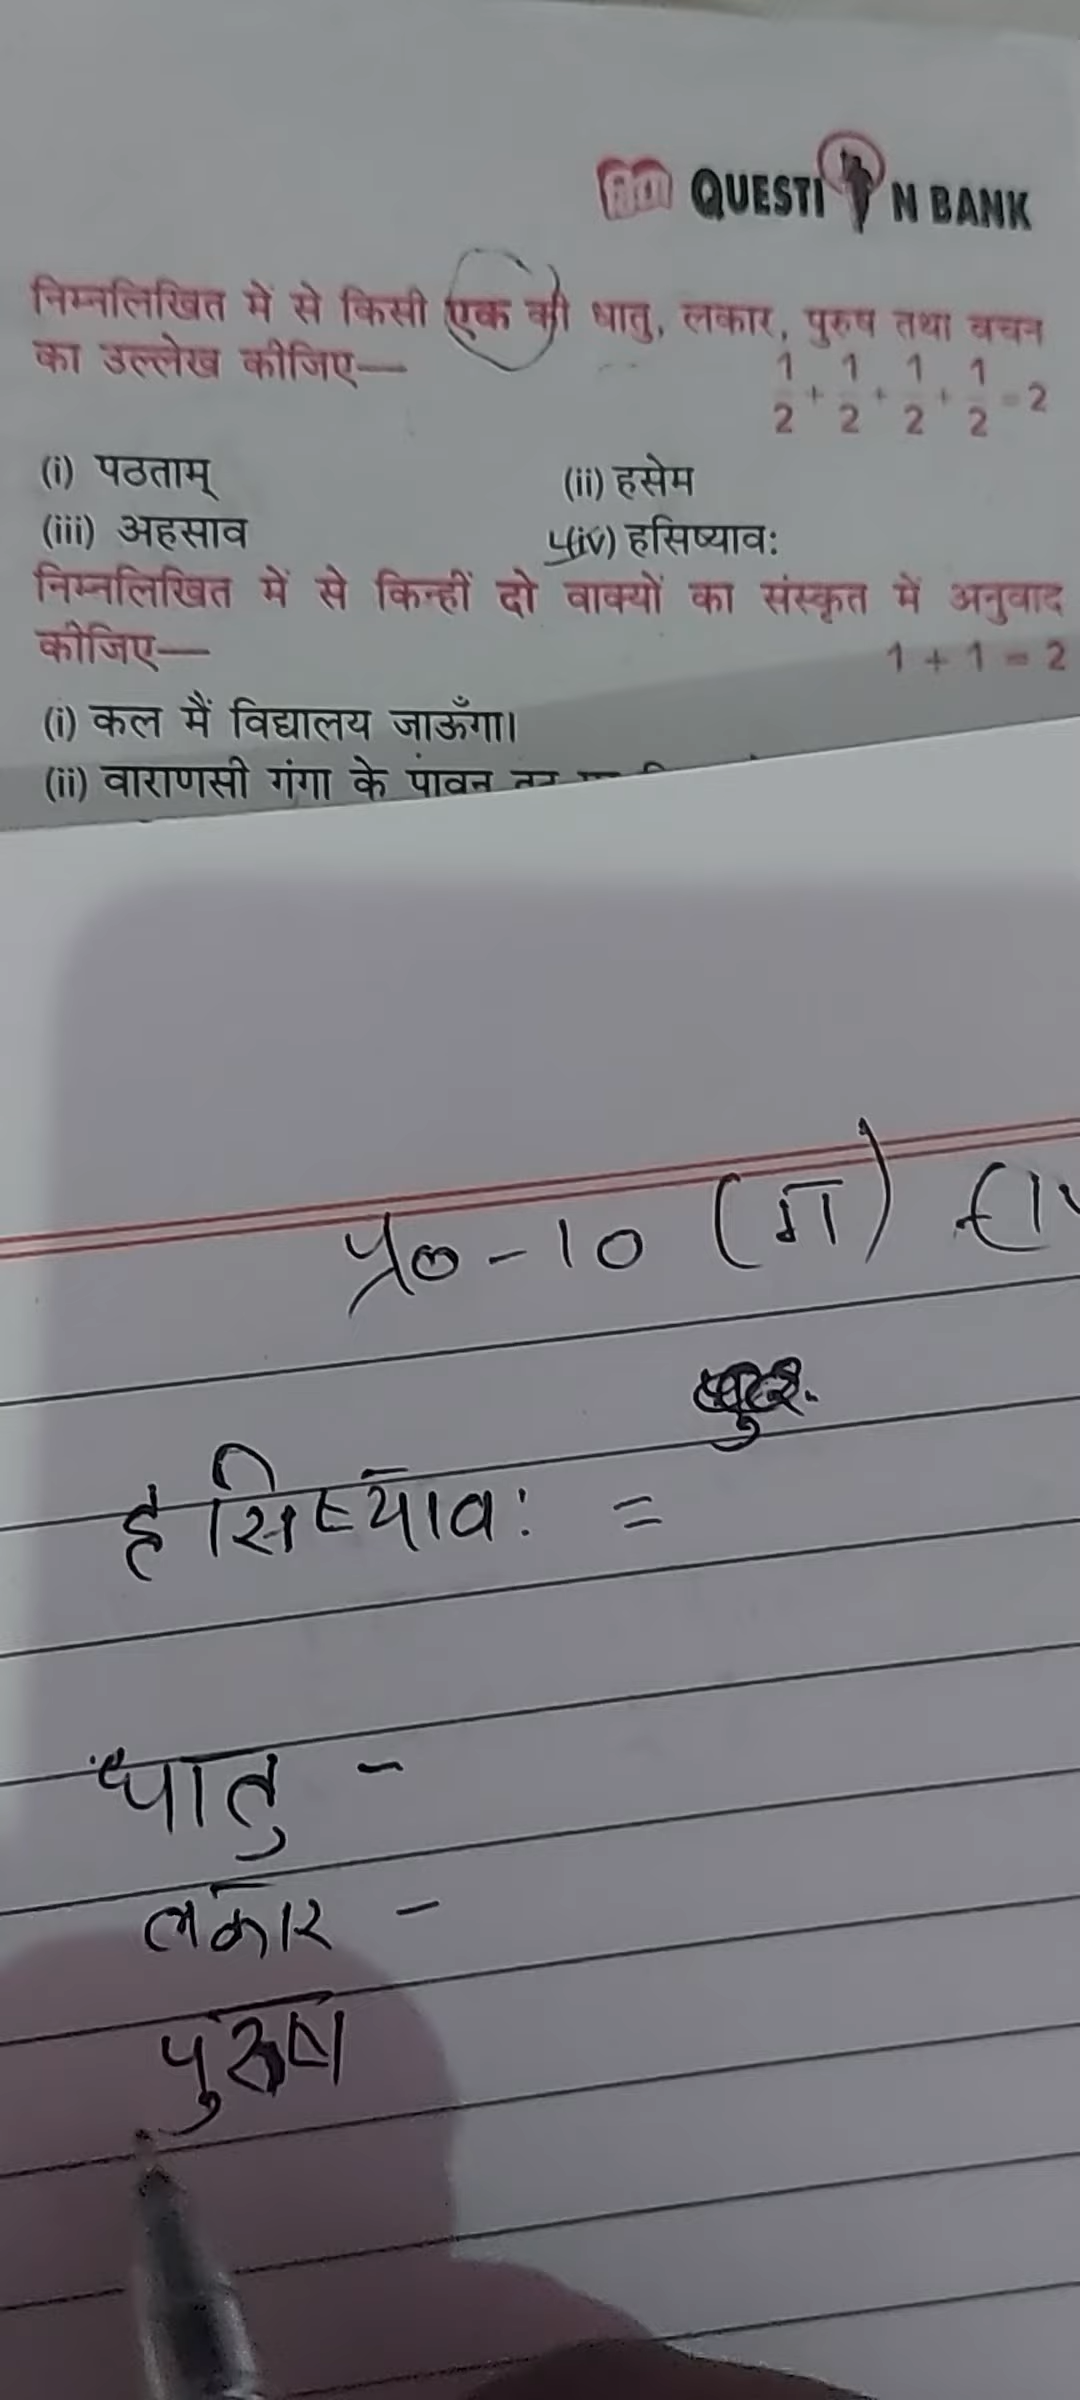 QUESTION BANK
निम्नलिखित में से किसी एक की धातु, लकार, पुरुष तथा वचन
का उल्लेख कीजिए—
1/2 + 1/2 + 1/2 + 1/2 = 2
(i) पठताम् (ii) हसेम
(iii) अहसाव (iv) हसिष्यावः
निम्नलिखित में से किन्हीं दो वाक्यों का संस्कृत में अनुवाद
कीजिए— 1 + 1 = 2
(i) कल मैं विद्यालय जाऊँगा।
(ii) वाराणसी गंगा के पावन
प्र०-10 (ग)
हसिष्यावः =
धातु -
लकार -
पुरुष